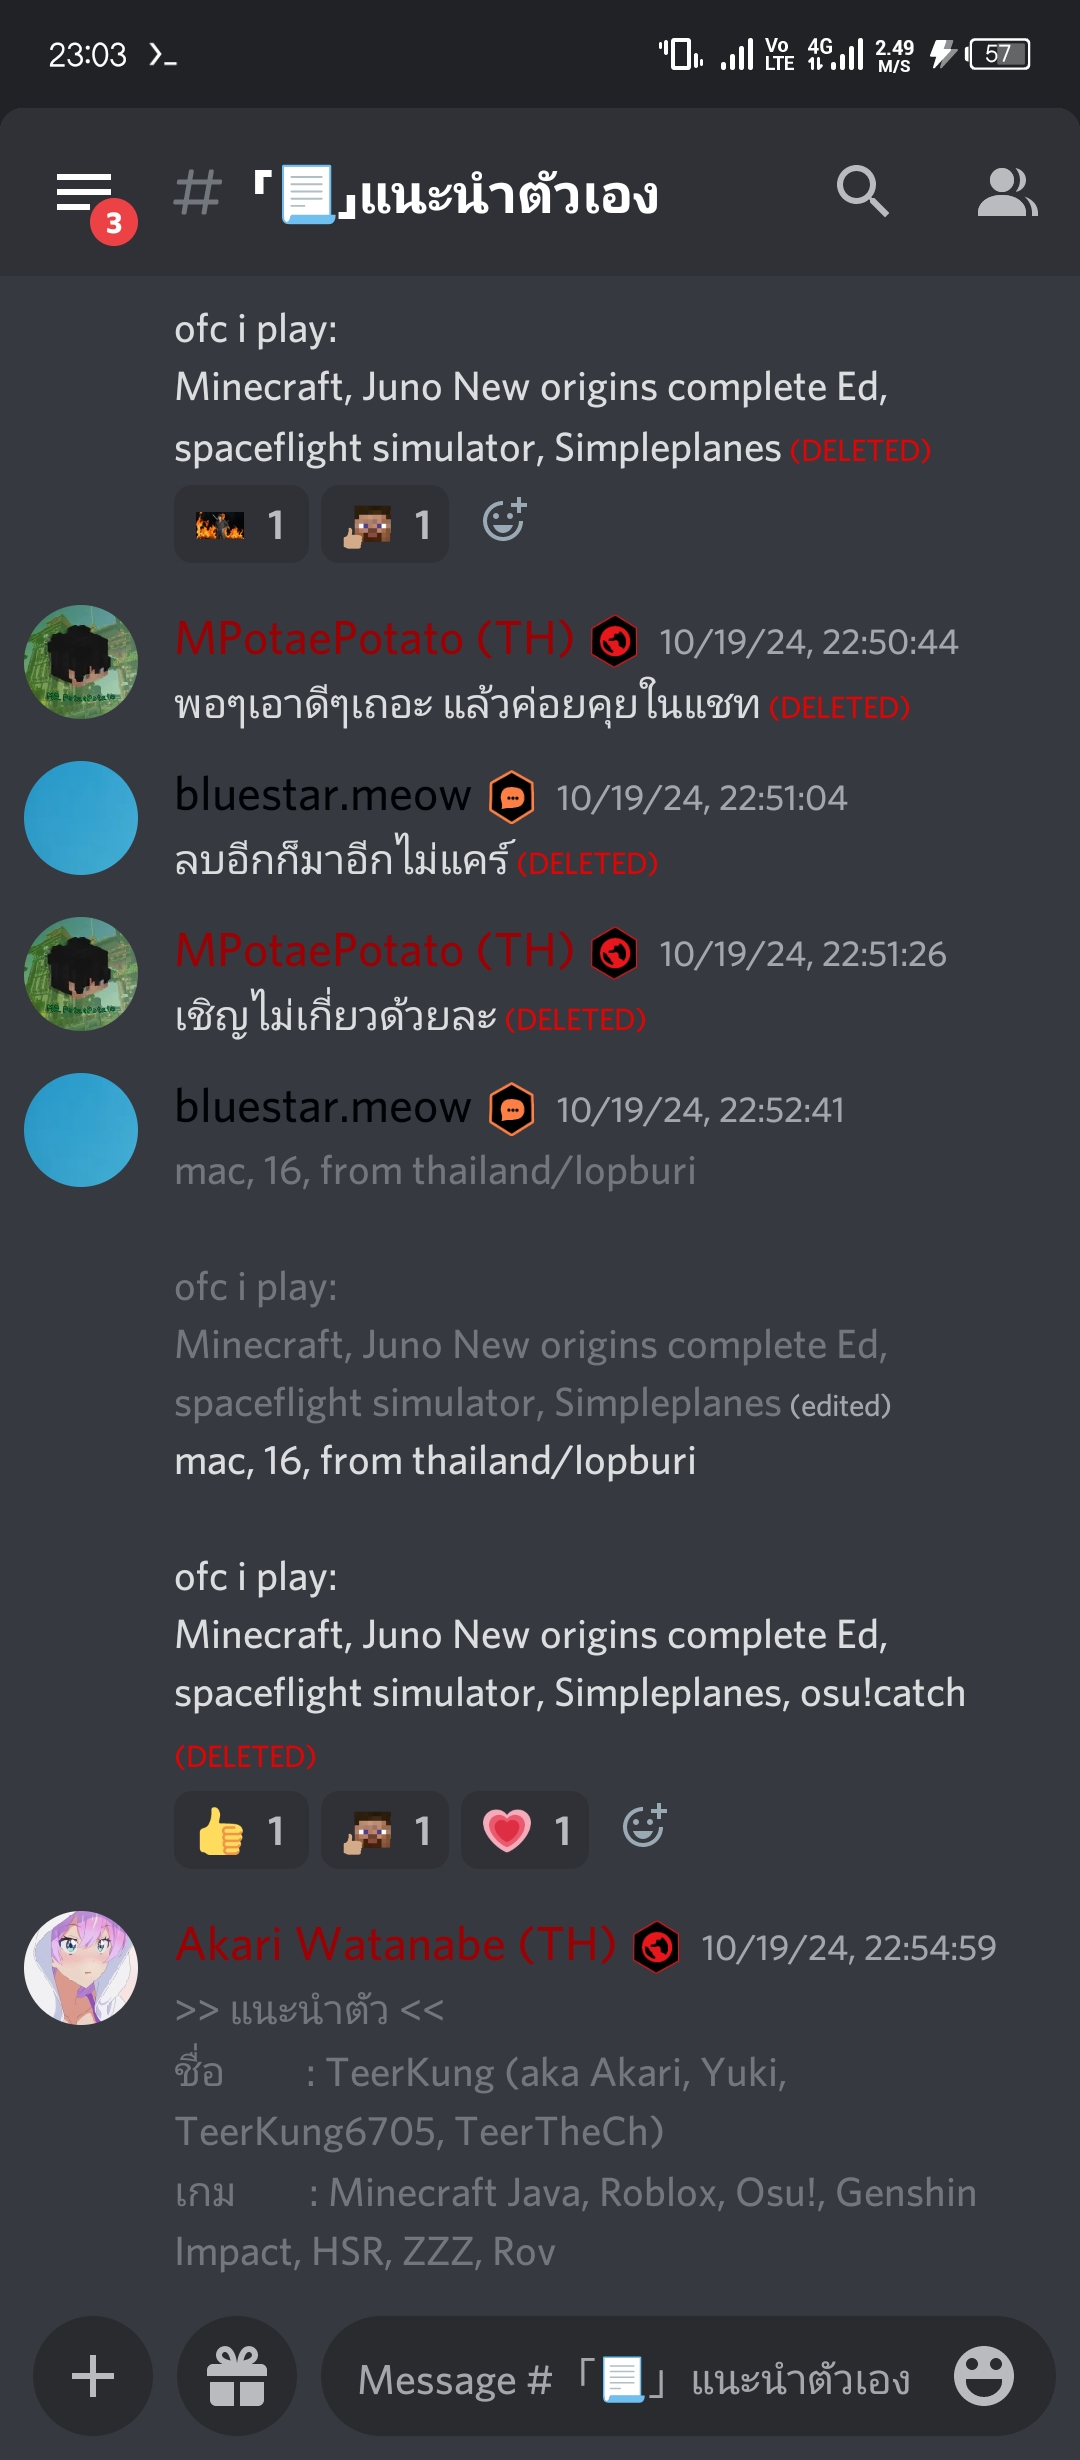 23:03
Vo LTE 4G 2.49 M/S 57
3 # 「📃」แนะนำตัวเอง
ofc i play:
Minecraft, Juno New origins complete Ed,
spaceflight simulator, Simpleplanes (DELETED)
1 1
MPotaePotato (TH) 10/19/24, 22:50:44
พอๆเอาดีๆเถอะ แล้วค่อยคุยในแชท (DELETED)
bluestar.meow 10/19/24, 22:51:04
ลบอีกก็มาอีกไม่แคร์ (DELETED)
MPotaePotato (TH) 10/19/24, 22:51:26
เชิญไม่เกี่ยวด้วยละ (DELETED)
bluestar.meow 10/19/24, 22:52:41
mac, 16, from thailand/lopburi
ofc i play:
Minecraft, Juno New origins complete Ed,
spaceflight simulator, Simpleplanes (edited)
mac, 16, from thailand/lopburi
ofc i play:
Minecraft, Juno New origins complete Ed,
spaceflight simulator, Simpleplanes, osu!catch
(DELETED)
👍 1 1 💗 1
Akari Watanabe (TH) 10/19/24, 22:54:59
>> แนะนำตัว <<
ชื่อ : TeerKung (aka Akari, Yuki,
TeerKung6705, TeerTheCh)
เกม : Minecraft Java, Roblox, Osu!, Genshin
Impact, HSR, ZZZ, Rov
Message #「📃」แนะนำตัวเอง